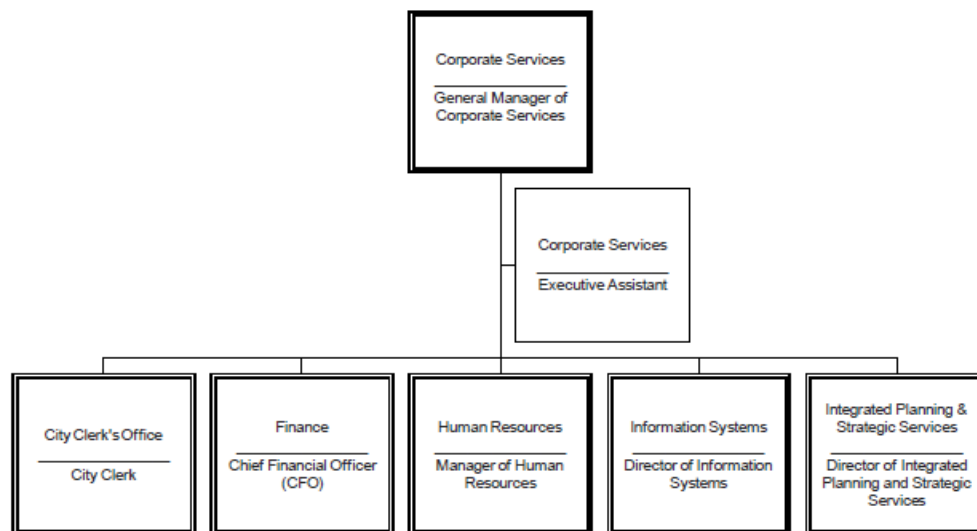 Corporate Services
General Manager of
Corporate Services
Corporate Services
Executive Assistant
City Clerk's Office
City Clerk
Finance
Chief Financial Officer
(CFO)
Human Resources
Manager of Human
Resources
Information Systems
Director of Information
Systems
Integrated Planning &
Strategic Services
Director of Integrated
Planning and Strategic
Services